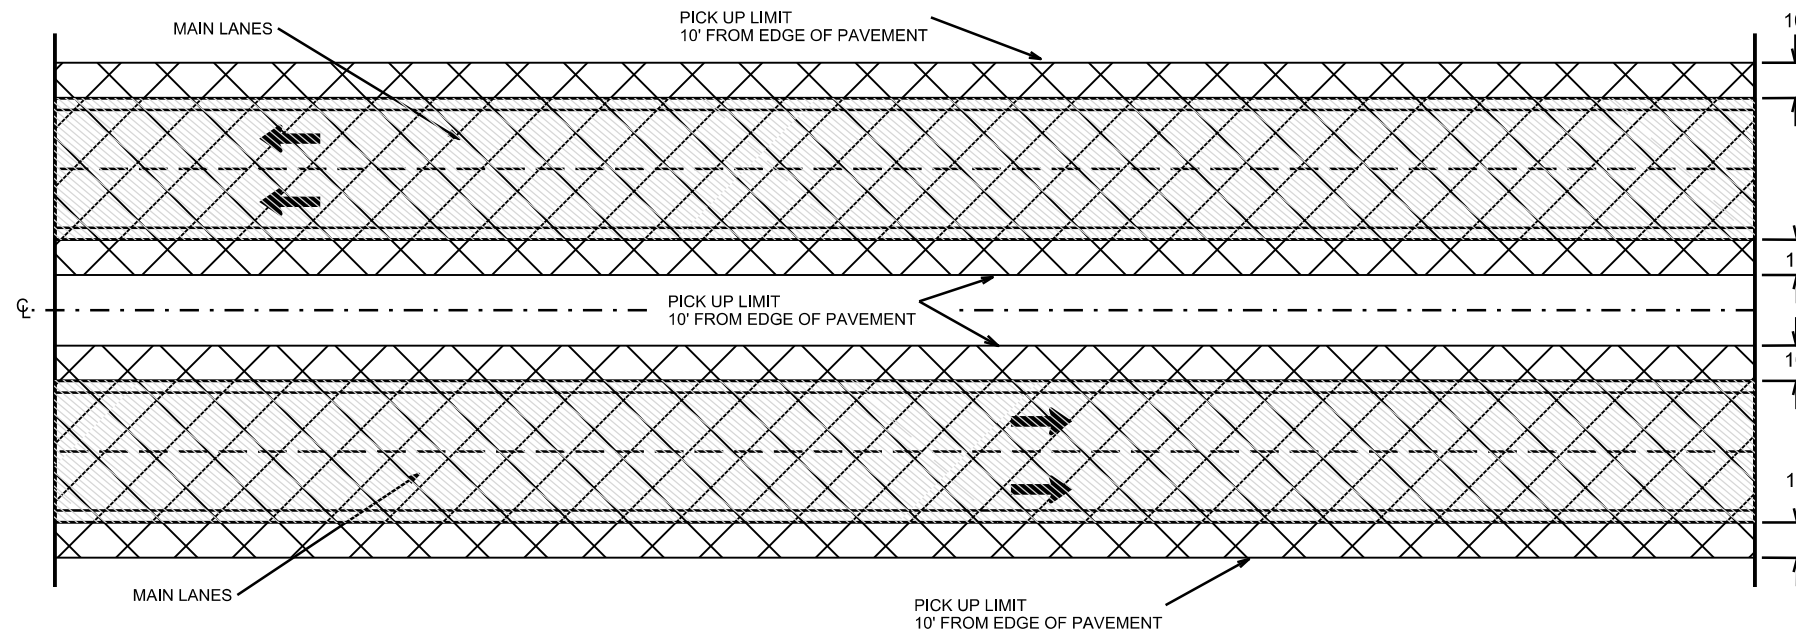 PICK UP LIMIT
10' FROM EDGE OF PAVEMENT
MAIN LANES
PICK UP LIMIT
10' FROM EDGE OF PAVEMENT
℄
MAIN LANES
PICK UP LIMIT
10' FROM EDGE OF PAVEMENT